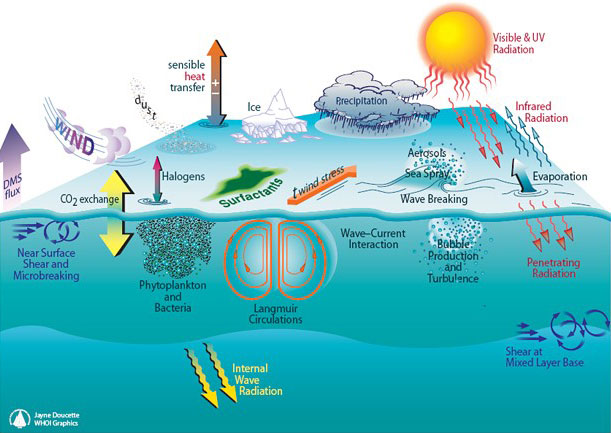 Visible & UV
Radiation
sensible
heat
transfer
+
–
dust
Ice
Precipitation
Infrared
Radiation
WIND
DMS
flux
CO2 exchange
Halogens
Surfactants
τ wind stress
Aerosols
Sea Spray
Evaporation
Wave Breaking
Near Surface
Shear and
Microbreaking
Phytoplankton
and
Bacteria
Langmuir
Circulations
Wave–Current
Interaction
Bubble
Production
and
Turbulence
Penetrating
Radiation
Shear at
Mixed Layer Base
Internal
Wave
Radiation
Jayne Doucette
WHOI Graphics